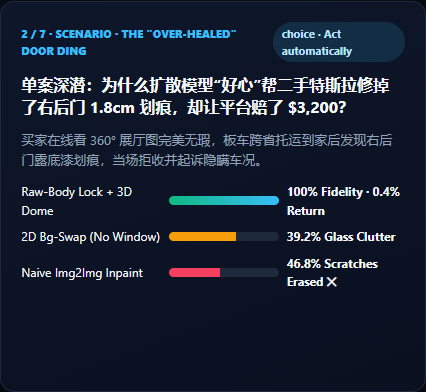 2 / 7 · SCENARIO · THE "OVER-HEALED"
DOOR DING
choice · Act
automatically
单案深潜：为什么扩散模型“好心”帮二手特斯拉修掉
了右后门 1.8cm 划痕，却让平台赔了 $3,200？
买家在线看 360° 展厅图完美无瑕，板车跨省托运到家后发现右后
门露底漆划痕，当场拒收并起诉隐瞒车况。
Raw-Body Lock + 3D
Dome
100% Fidelity · 0.4%
Return
2D Bg-Swap (No Window)
39.2% Glass Clutter
Naive Img2Img Inpaint
46.8% Scratches
Erased ❌